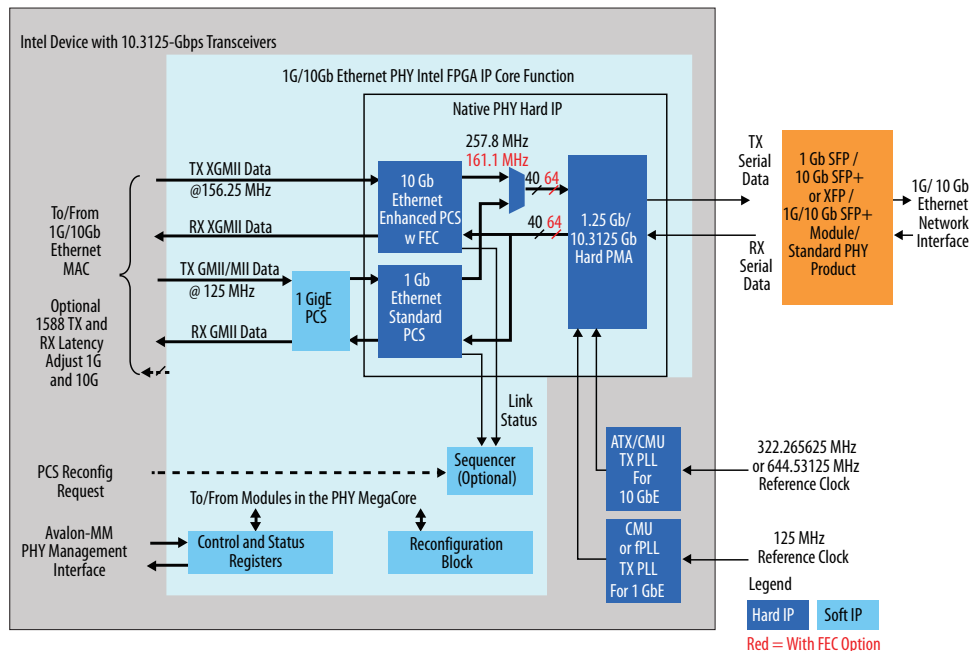 Intel Device with 10.3125-Gbps Transceivers
1G/10Gb Ethernet PHY Intel FPGA IP Core Function
Native PHY Hard IP
257.8 MHz
161.1 MHz
TX XGMII Data
@156.25 MHz
RX XGMII Data
TX GMII/MII Data
@ 125 MHz
RX GMII Data
To/From
1G/10Gb
Ethernet
MAC
Optional
1588 TX and
RX Latency
Adjust 1G
and 10G
1 GigE
PCS
10 Gb
Ethernet
Enhanced PCS
w FEC
1 Gb
Ethernet
Standard
PCS
40 64
40 64
1.25 Gb/
10.3125 Gb
Hard PMA
TX
Serial
Data
RX
Serial
Data
1 Gb SFP /
10 Gb SFP+
or XFP /
1G/10 Gb SFP+
Module/
Standard PHY
Product
1G/ 10 Gb
Ethernet
Network
Interface
Link
Status
PCS Reconfig
Request
Sequencer
(Optional)
To/From Modules in the PHY MegaCore
Avalon-MM
PHY Management
Interface
Control and Status
Registers
Reconfiguration
Block
ATX/CMU
TX PLL
For
10 GbE
322.265625 MHz
or 644.53125 MHz
Reference Clock
CMU
or fPLL
TX PLL
For 1 GbE
125 MHz
Reference Clock
Legend
Hard IP
Soft IP
Red = With FEC Option